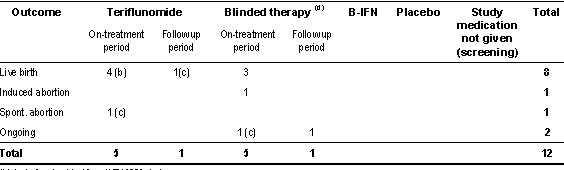 Outcome Teriflunomide Blinded therapy (d) B-IFN Placebo Study medication not given (screening) Total
On-treatment period Followup period On-treatment period Followup period
Live birth 4 (b) 1(c) 3 8
Induced abortion 1 1
Spont. abortion 1 (c) 1
Ongoing 1 (c) 1 2
Total 5 1 5 1 12